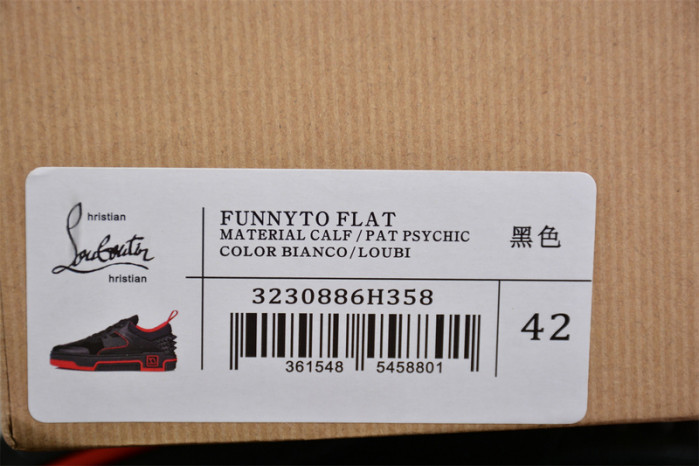 hristian
Louboutin
hristian
FUNNYTO FLAT
MATERIAL CALF/PAT PSYCHIC
COLOR BIANCO/LOUBI
黑色
3230886H358
361548 5458801
42